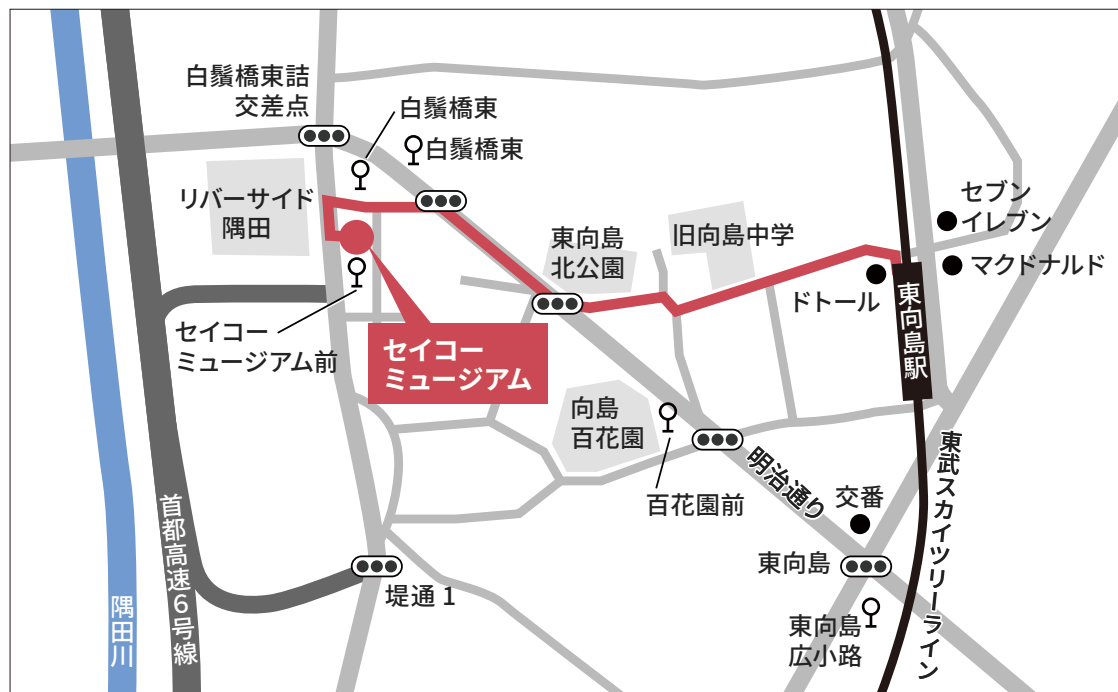 白鬚橋東詰
交差点
白鬚橋東
白鬚橋東
リバーサイド
隅田
東向島
北公園
旧向島中学
セブン
イレブン
マクドナルド
ドトール
東向島駅
セイコー
ミュージアム前
セイコー
ミュージアム
向島
百花園
百花園前
明治通り
交番
東武スカイツリーライン
首都高速6号線
隅田川
堤通1
東向島
東向島
広小路